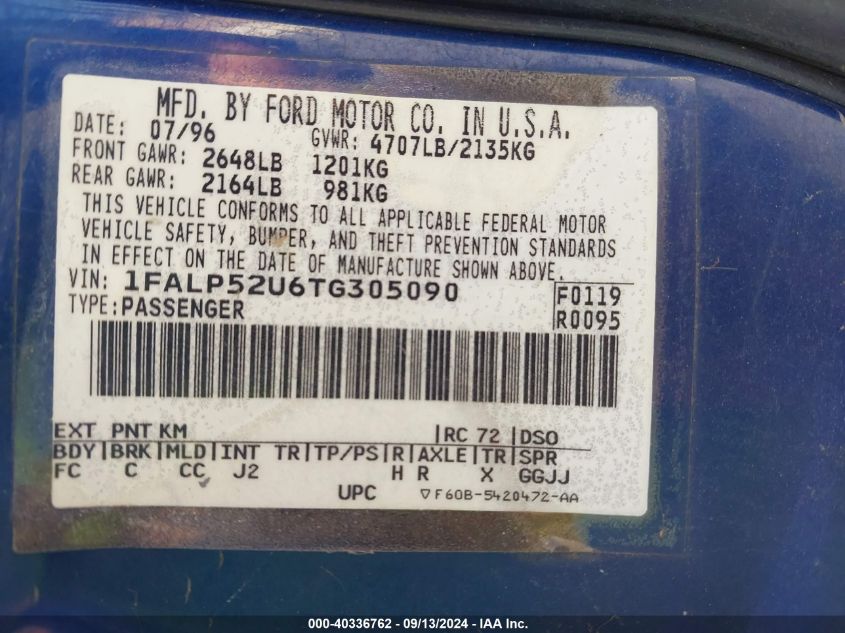 MFD. BY FORD MOTOR CO. IN U.S.A.
DATE: 07/96 GVWR: 4707LB/2135KG
FRONT GAWR: 2648LB 1201KG
REAR GAWR: 2164LB 981KG
THIS VEHICLE CONFORMS TO ALL APPLICABLE FEDERAL MOTOR
VEHICLE SAFETY, BUMPER, AND THEFT PREVENTION STANDARDS
IN EFFECT ON THE DATE OF MANUFACTURE SHOWN ABOVE.
VIN: 1FALP52U6TG305090 F0119
TYPE: PASSENGER R0095
EXT PNT KM RC 72 DSO
BDY BRK MLD INT TR TP/PS R AXLE TR SPR
FC C CC J2 H R X GGJJ
UPC F60B-5420472-AA
000-40336762 - 09/13/2024 - IAA Inc.